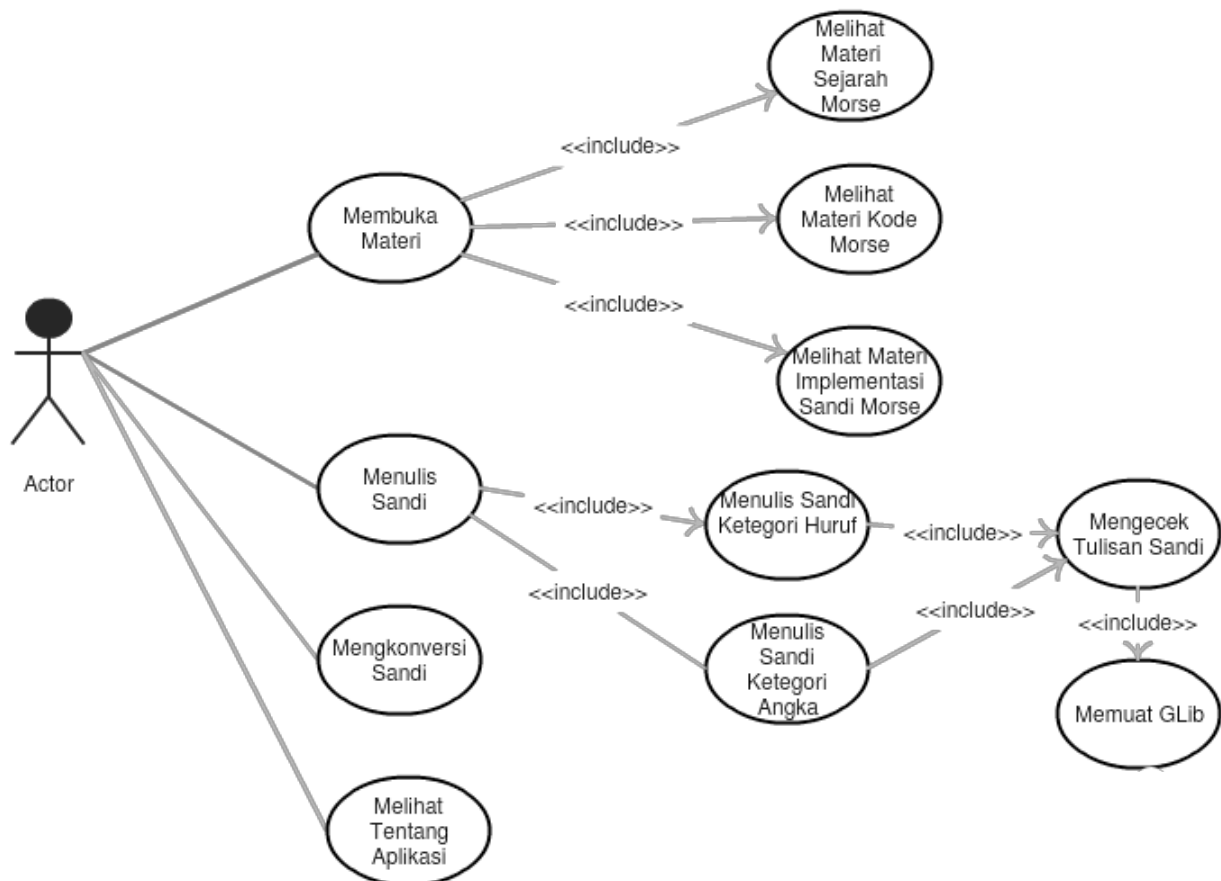 Melihat
Materi
Sejarah
Morse
<<include>>
Membuka
Materi
<<include>>
Melihat
Materi Kode
Morse
<<include>>
Melihat Materi
Implementasi
Sandi Morse
Actor
Menulis
Sandi
<<include>>
Menulis Sandi
Ketegori Huruf
<<include>>
Mengecek
Tulisan Sandi
<<include>>
Menulis
Sandi
Ketegori
Angka
<<include>>
<<include>>
Memuat GLib
Mengkonversi
Sandi
Melihat
Tentang
Aplikasi